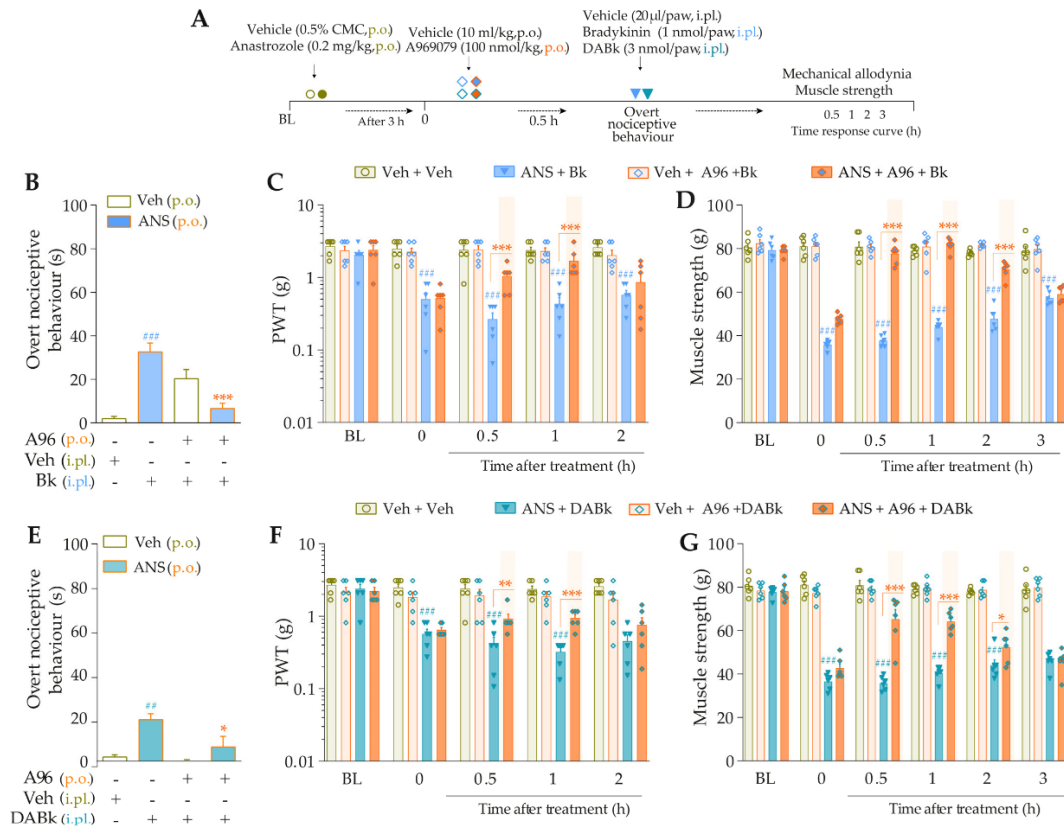 A
Vehicle (0.5% CMC,p.o.)
Anastrozole (0.2 mg/kg,p.o.)
Vehicle (10 ml/kg,p.o.)
A969079 (100 nmol/kg,p.o.)
Vehicle (20µl/paw, i.pl.)
Bradykinin (1 nmol/paw, i.pl.)
DABk (3 nmol/paw, i.pl.)
Mechanical allodynia
Muscle strength
BL
After 3 h
0
0.5 h
Overt
nociceptive
behaviour
0.5 1 2 3
Time response curve (h)
Veh + Veh
ANS + Bk
Veh + A96 +Bk
ANS + A96 + Bk
B
Veh (p.o.)
ANS (p.o.)
Overt nociceptive
behaviour (s)
100
80
60
40
20
0
###
***
A96 (p.o.) - - + +
Veh (i.pl.) + - - -
Bk (i.pl.) - + + +
C
PWT (g)
10
1
0.1
0.01
###
###
***
###
***
###
BL 0 0.5 1 2
Time after treatment (h)
D
Muscle strength (g)
100
80
60
40
20
0
###
###
***
###
***
###
***
###
BL 0 0.5 1 2 3
Time after treatment (h)
Veh + Veh
ANS + DABk
Veh + A96 +DABk
ANS + A96 + DABk
E
Veh (p.o.)
ANS (p.o.)
Overt nociceptive
behaviour (s)
100
80
60
40
20
0
##
*
A96 (p.o.) - - + +
Veh (i.pl.) + - - -
DABk (i.pl.) - + + +
F
PWT (g)
10
1
0.1
0.01
###
###
**
###
***
BL 0 0.5 1 2
Time after treatment (h)
G
Muscle strength (g)
100
80
60
40
20
0
###
###
***
###
***
###
*
BL 0 0.5 1 2 3
Time after treatment (h)